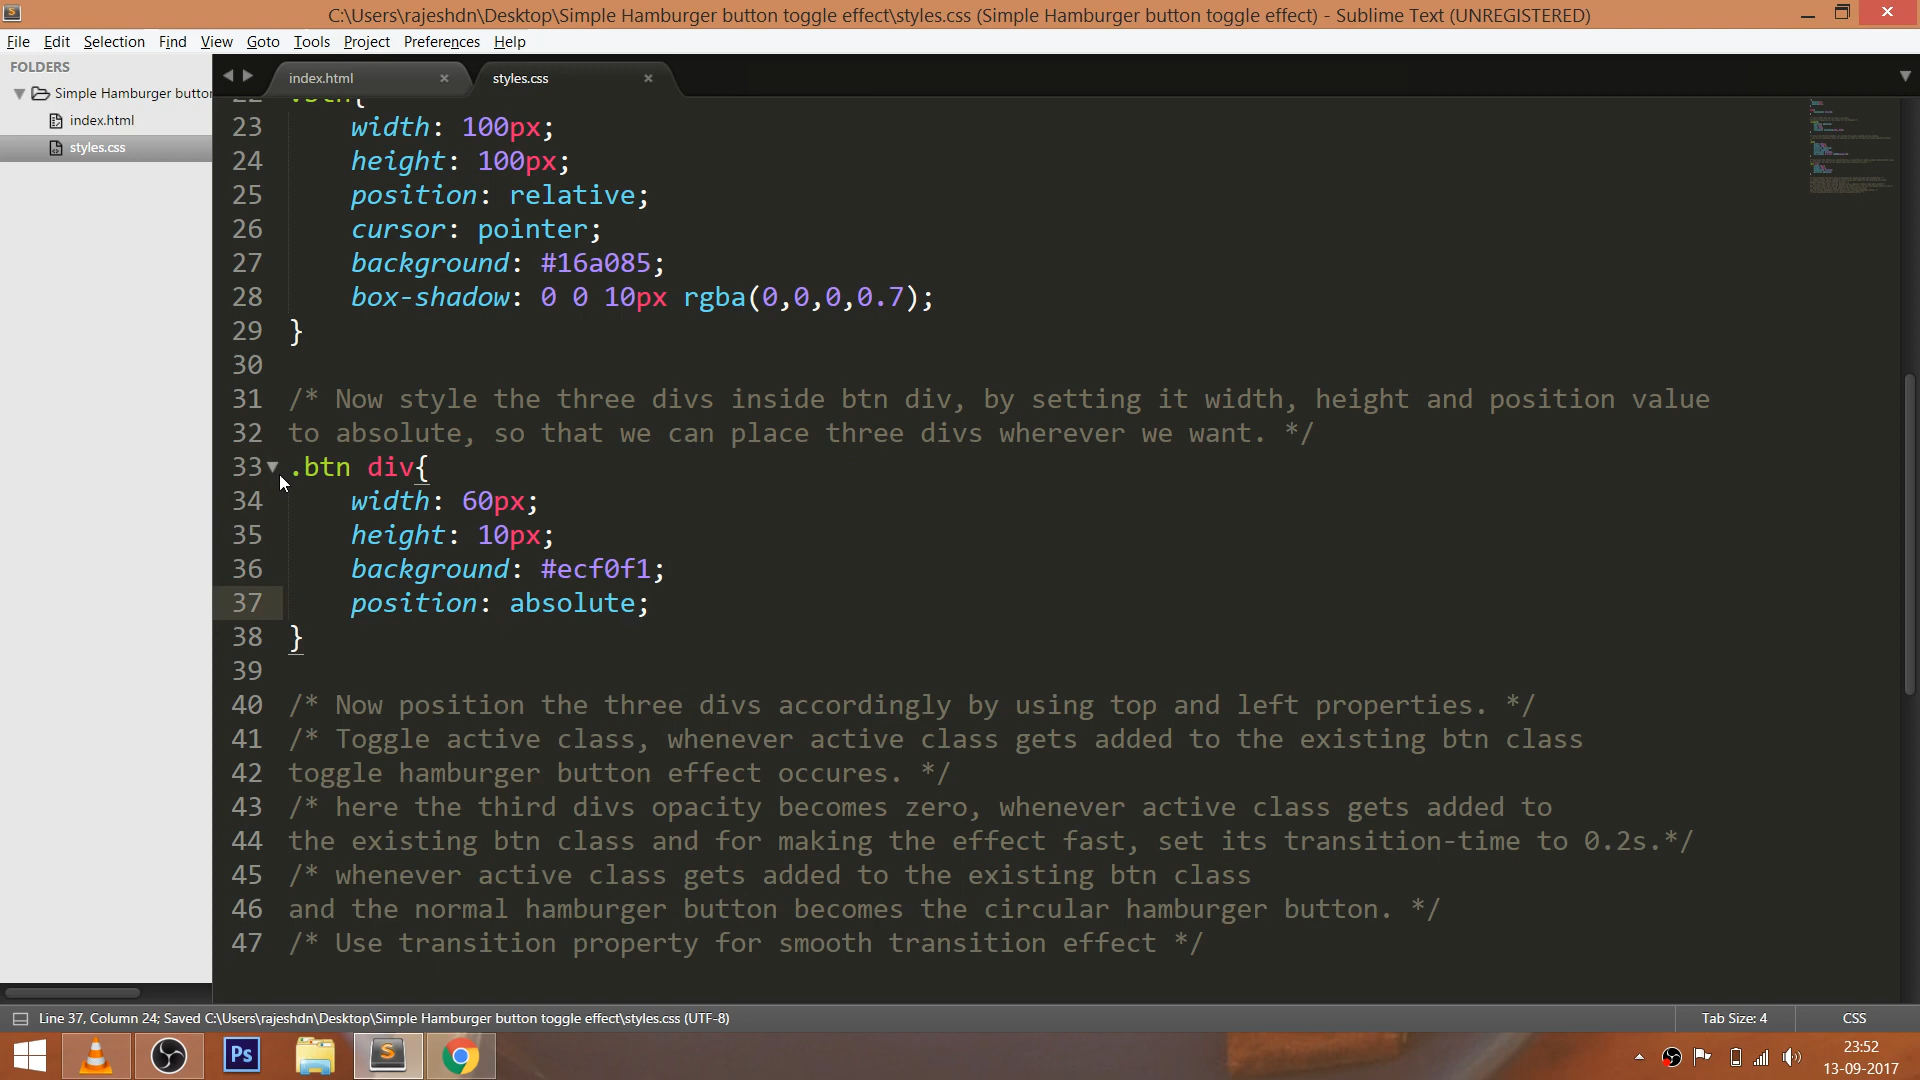 C:\Users\rajeshdn\Desktop\Simple Hamburger button toggle effect\styles.css (Simple Hamburger button toggle effect) - Sublime Text (UNREGISTERED)
File Edit Selection Find View Goto Tools Project Preferences Help
FOLDERS
Simple Hamburger button
index.html
styles.css
index.html
styles.css
22 .btn{
23 width: 100px;
24 height: 100px;
25 position: relative;
26 cursor: pointer;
27 background: #16a085;
28 box-shadow: 0 0 10px rgba(0,0,0,0.7);
29 }
30
31 /* Now style the three divs inside btn div, by setting it width, height and position value
32 to absolute, so that we can place three divs wherever we want. */
33 .btn div{
34 width: 60px;
35 height: 10px;
36 background: #ecf0f1;
37 position: absolute;
38 }
39
40 /* Now position the three divs accordingly by using top and left properties. */
41 /* Toggle active class, whenever active class gets added to the existing btn class
42 toggle hamburger button effect occures. */
43 /* here the third divs opacity becomes zero, whenever active class gets added to
44 the existing btn class and for making the effect fast, set its transition-time to 0.2s.*/
45 /* whenever active class gets added to the existing btn class
46 and the normal hamburger button becomes the circular hamburger button. */
47 /* Use transition property for smooth transition effect */
Line 37, Column 24; Saved C:\Users\rajeshdn\Desktop\Simple Hamburger button toggle effect\styles.css (UTF-8)
Tab Size: 4
CSS
Ps
23:52
13-09-2017